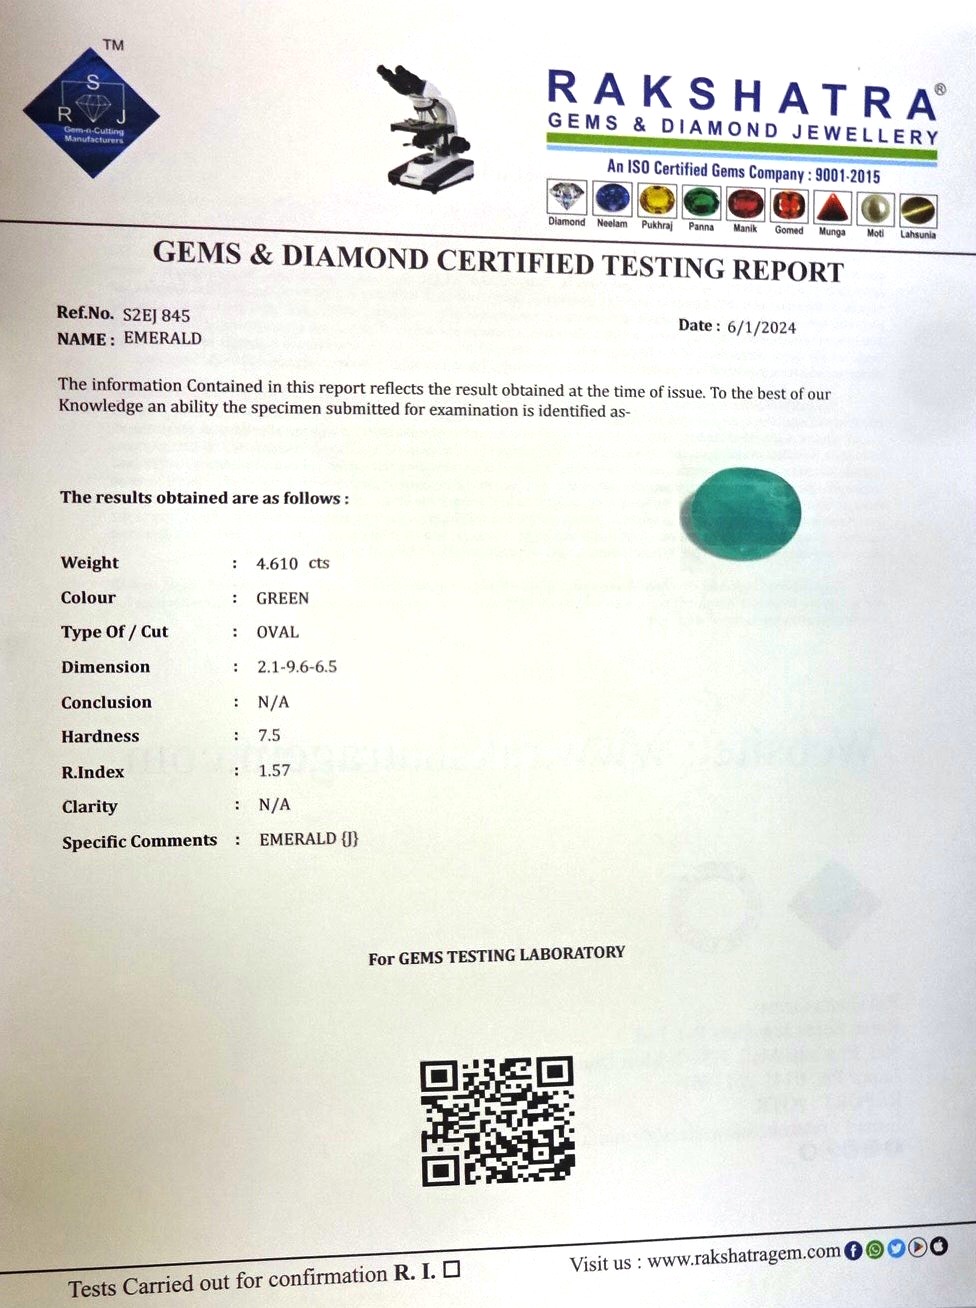 TM
S
R J
Gem-n-Cutting
Manufacturers
RAKSHATRA®
GEMS & DIAMOND JEWELLERY
An ISO Certified Gems Company : 9001-2015
Diamond Neelam Pukhraj Panna Manik Gomed Munga Moti Lahsunia
GEMS & DIAMOND CERTIFIED TESTING REPORT
Ref.No. S2EJ 845
Date : 6/1/2024
NAME : EMERALD
The information Contained in this report reflects the result obtained at the time of issue. To the best of our
Knowledge an ability the specimen submitted for examination is identified as-
The results obtained are as follows :
Weight : 4.610 cts
Colour : GREEN
Type Of / Cut : OVAL
Dimension : 2.1-9.6-6.5
Conclusion : N/A
Hardness : 7.5
R.Index : 1.57
Clarity : N/A
Specific Comments : EMERALD {J}
For GEMS TESTING LABORATORY
Tests Carried out for confirmation R. I. ☐
Visit us : www.rakshatragem.com